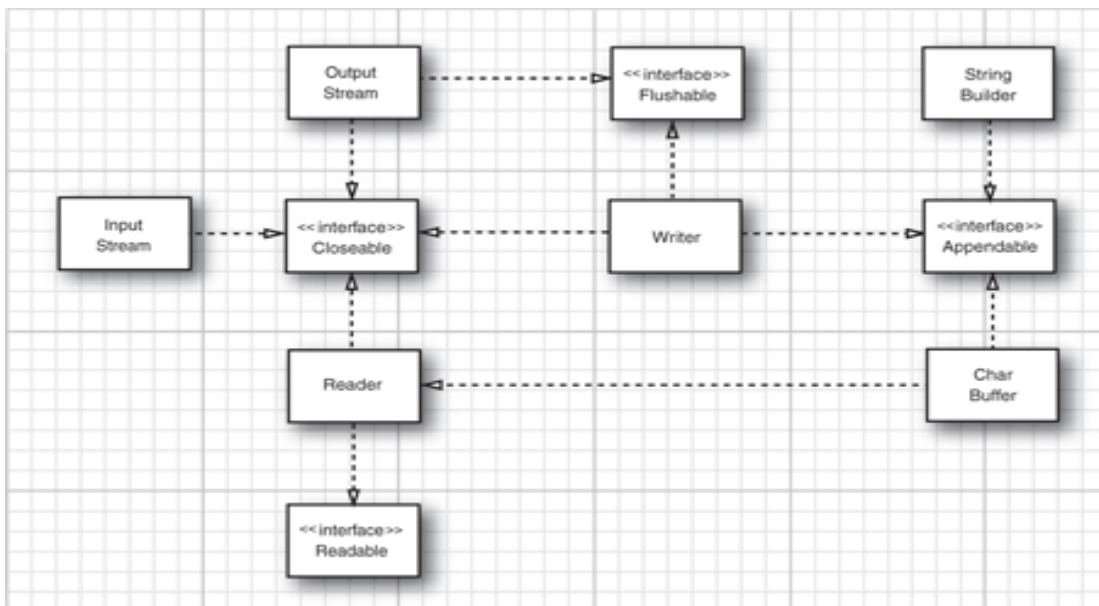 Output
Stream
<<interface>>
Flushable
String
Builder
Input
Stream
<<interface>>
Closeable
Writer
<<interface>>
Appendable
Reader
Char
Buffer
<<interface>>
Readable